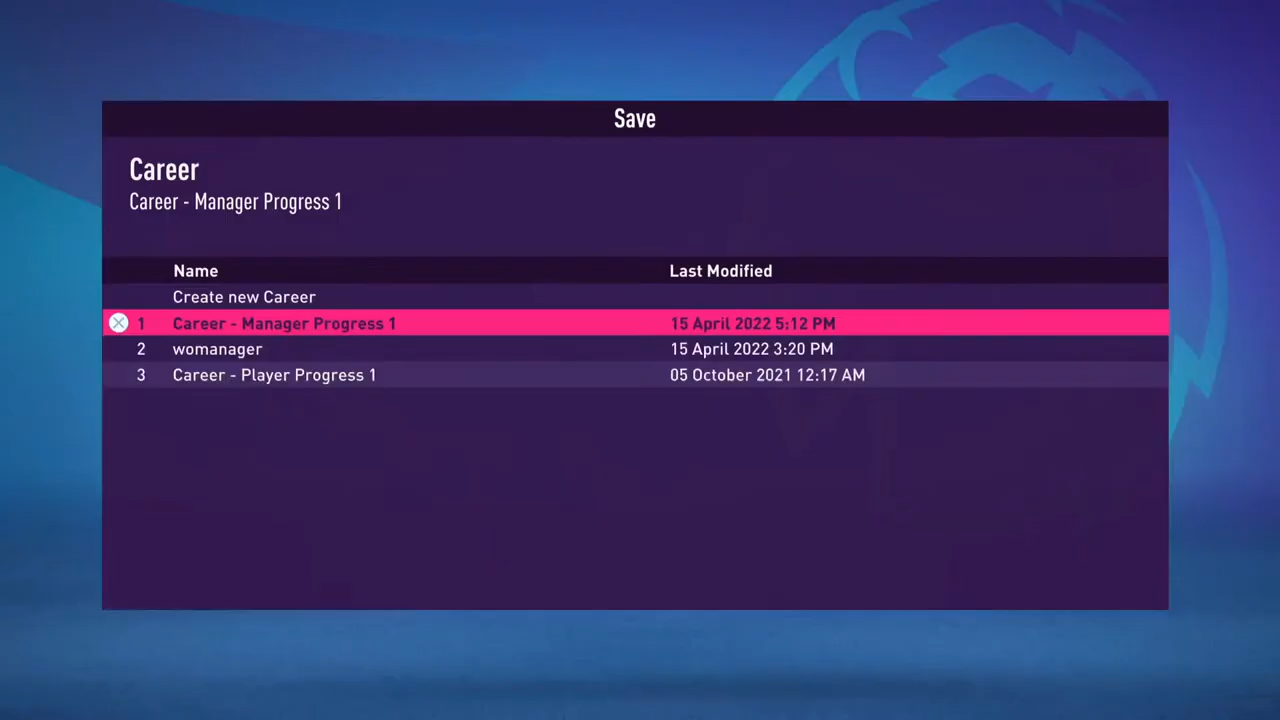 Save
Career
Career - Manager Progress 1
Name Last Modified
Create new Career
1 Career - Manager Progress 1 15 April 2022 5:12 PM
2 womanager 15 April 2022 3:20 PM
3 Career - Player Progress 1 05 October 2021 12:17 AM